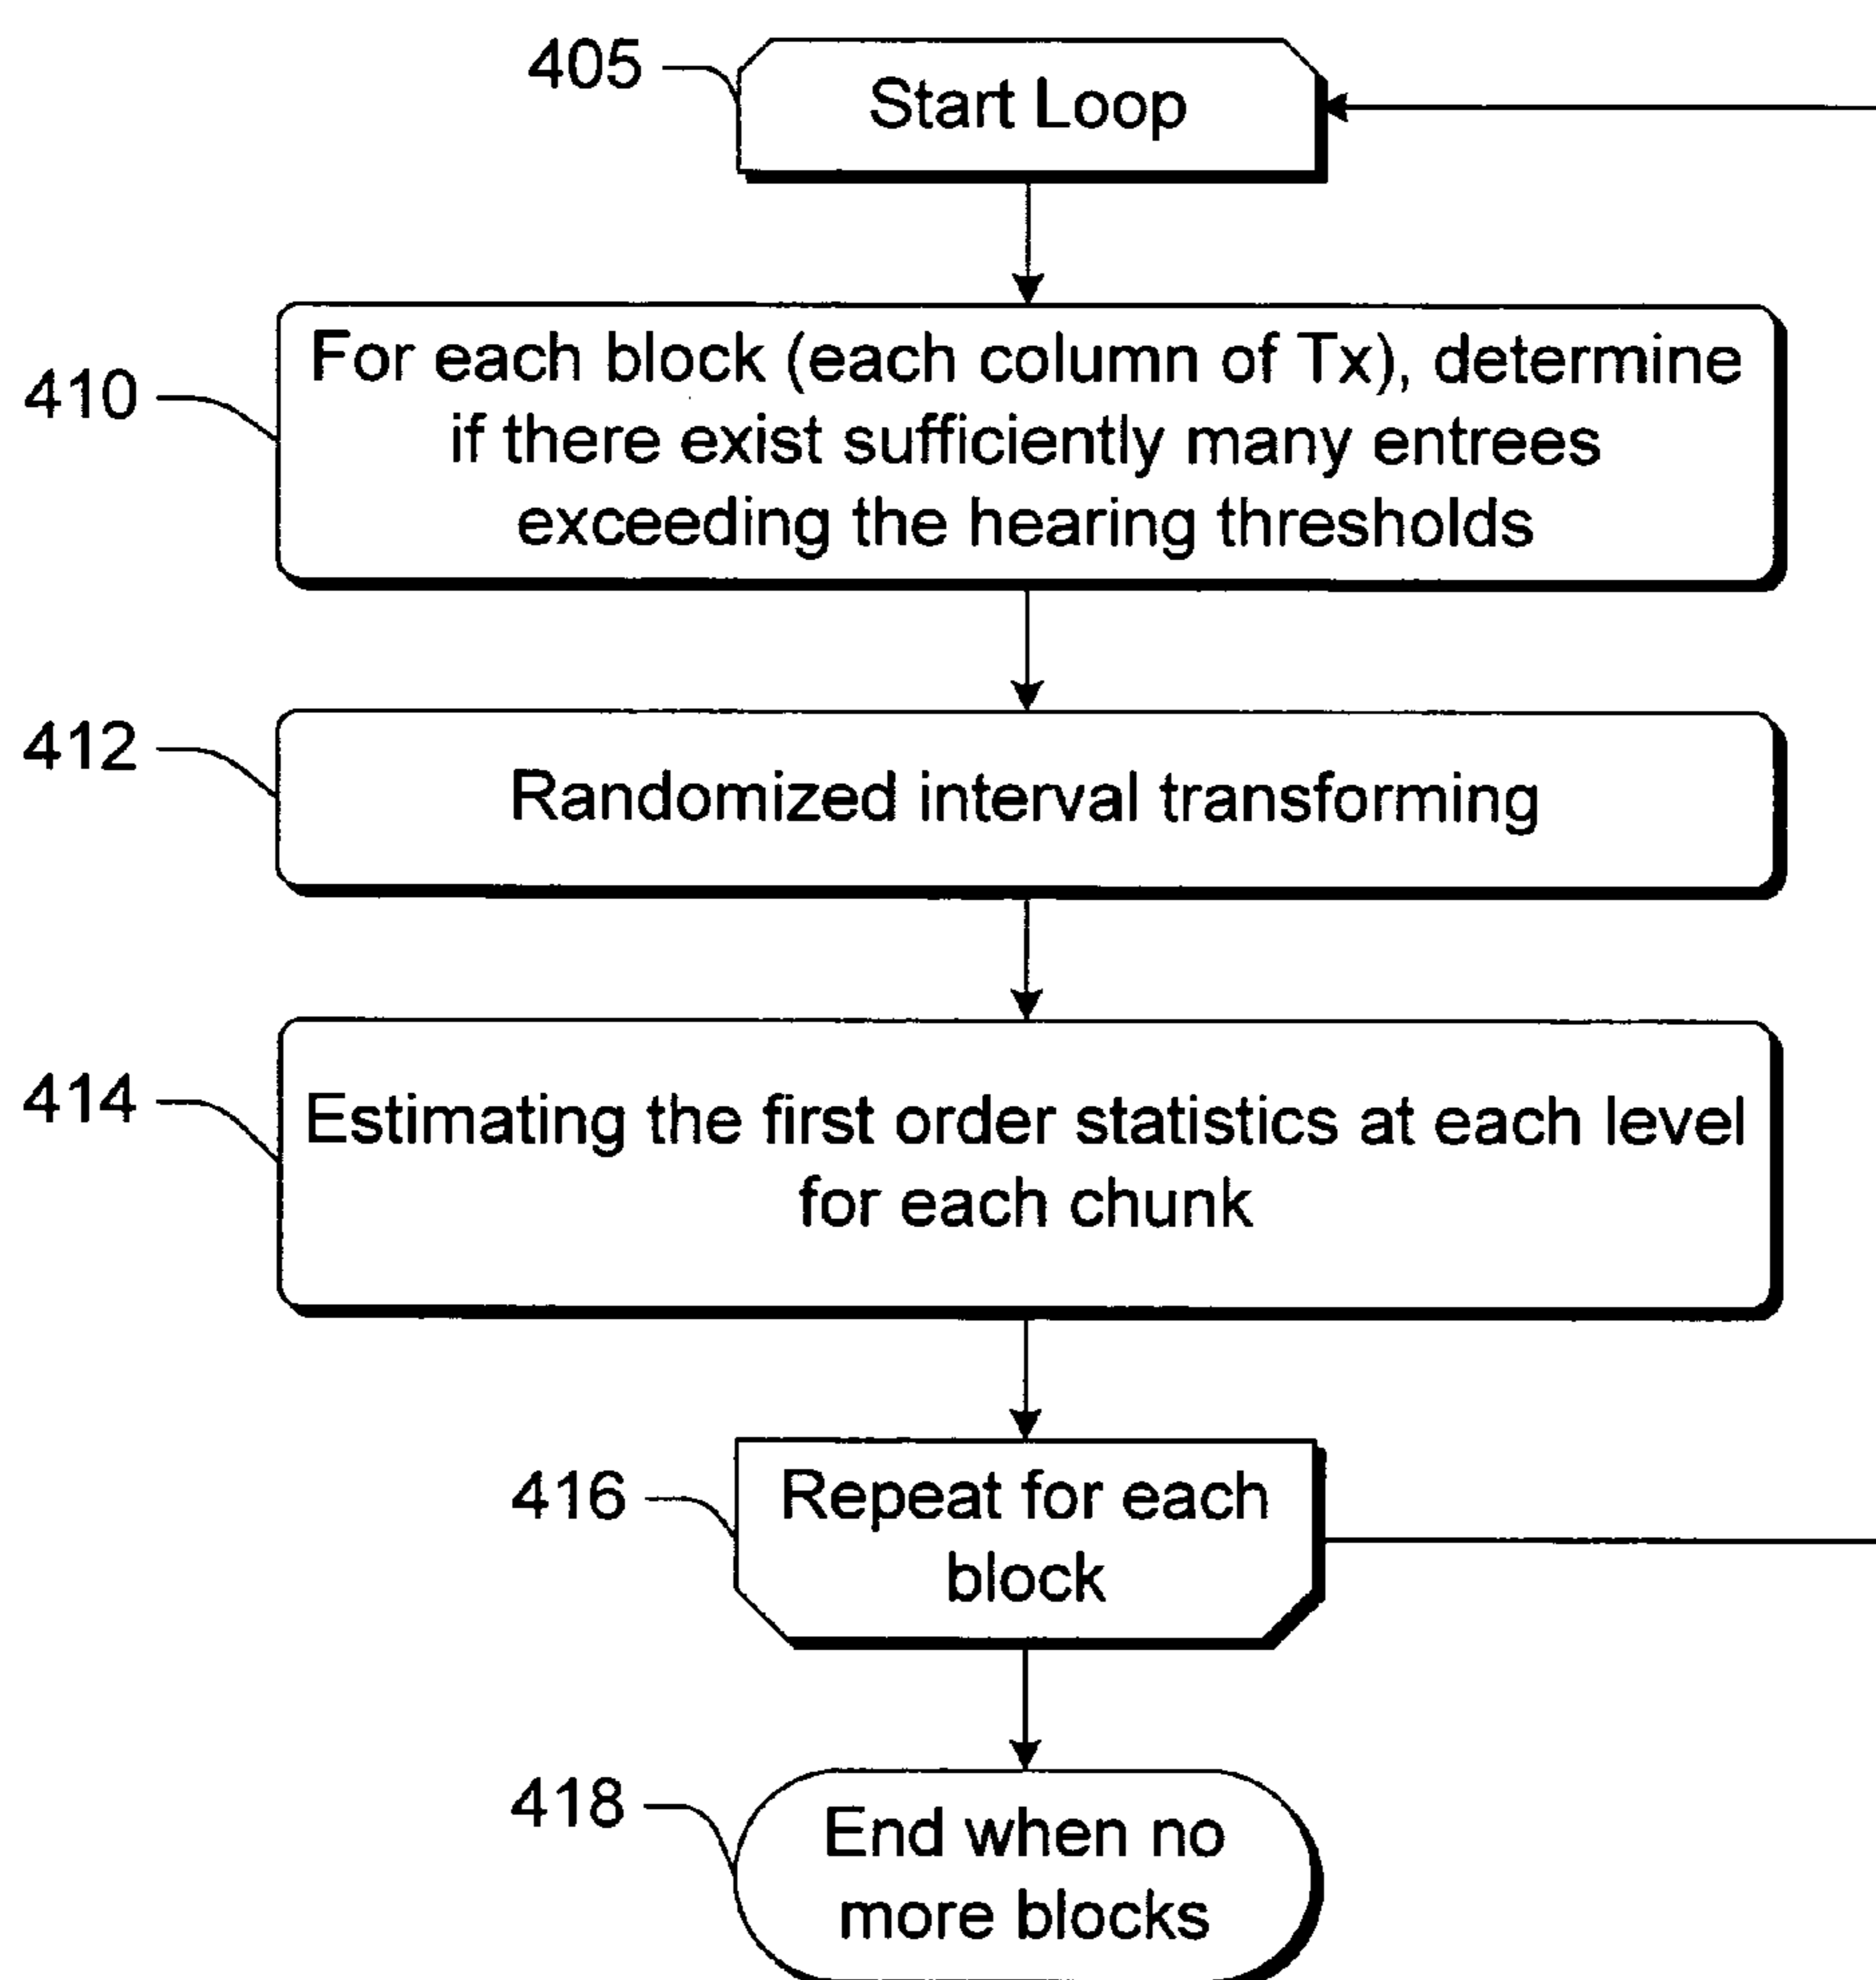 405
Start Loop
410
For each block (each column of Tx), determine
if there exist sufficiently many entrees
exceeding the hearing thresholds
412
Randomized interval transforming
414
Estimating the first order statistics at each level
for each chunk
416
Repeat for each
block
418
End when no
more blocks